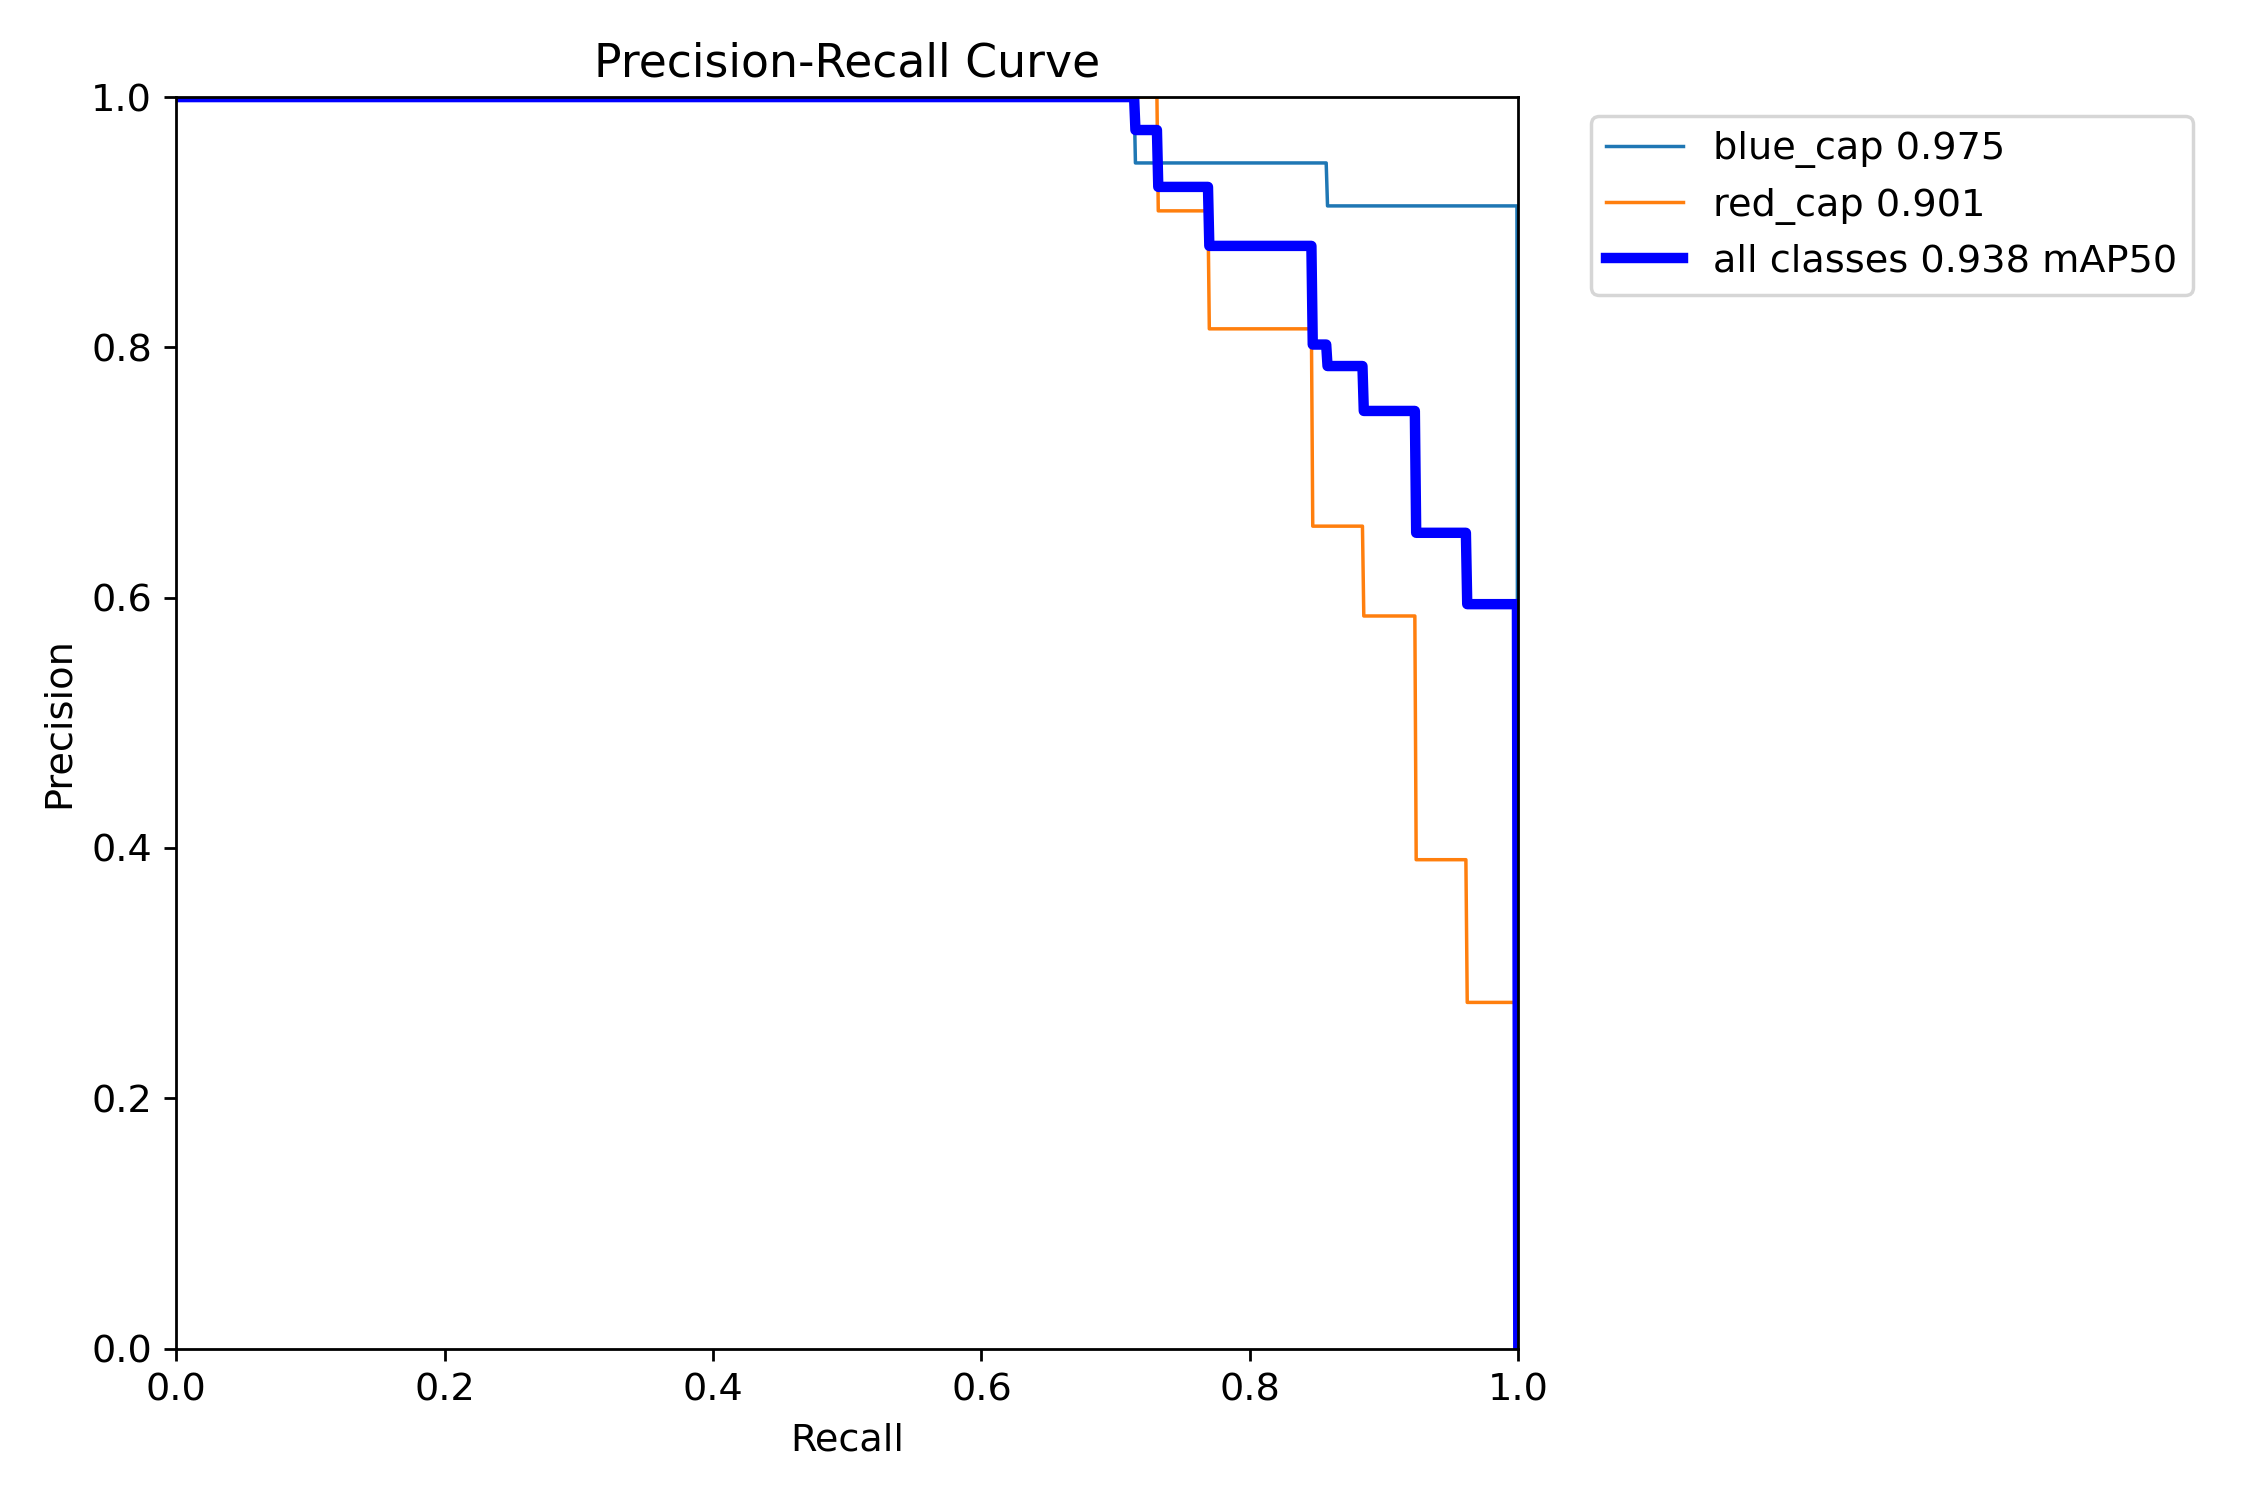 Precision-Recall Curve
1.0
0.8
0.6
0.4
0.2
0.0
Precision
0.0 0.2 0.4 0.6 0.8 1.0
Recall
blue_cap 0.975
red_cap 0.901
all classes 0.938 mAP50